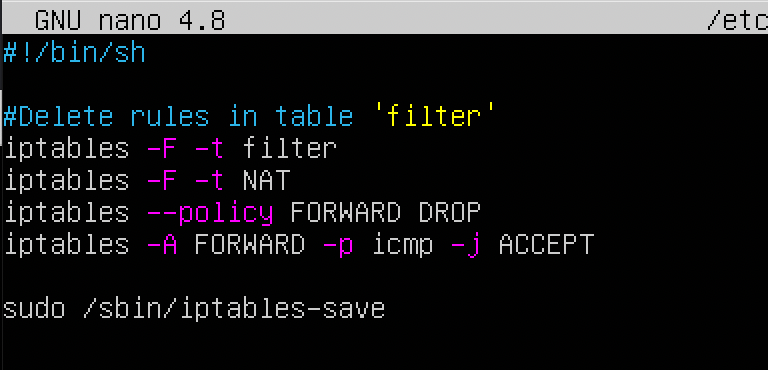 GNU nano 4.8 /etc
#!/bin/sh
#Delete rules in table 'filter'
iptables -F -t filter
iptables -F -t NAT
iptables --policy FORWARD DROP
iptables -A FORWARD -p icmp -j ACCEPT
sudo /sbin/iptables-save